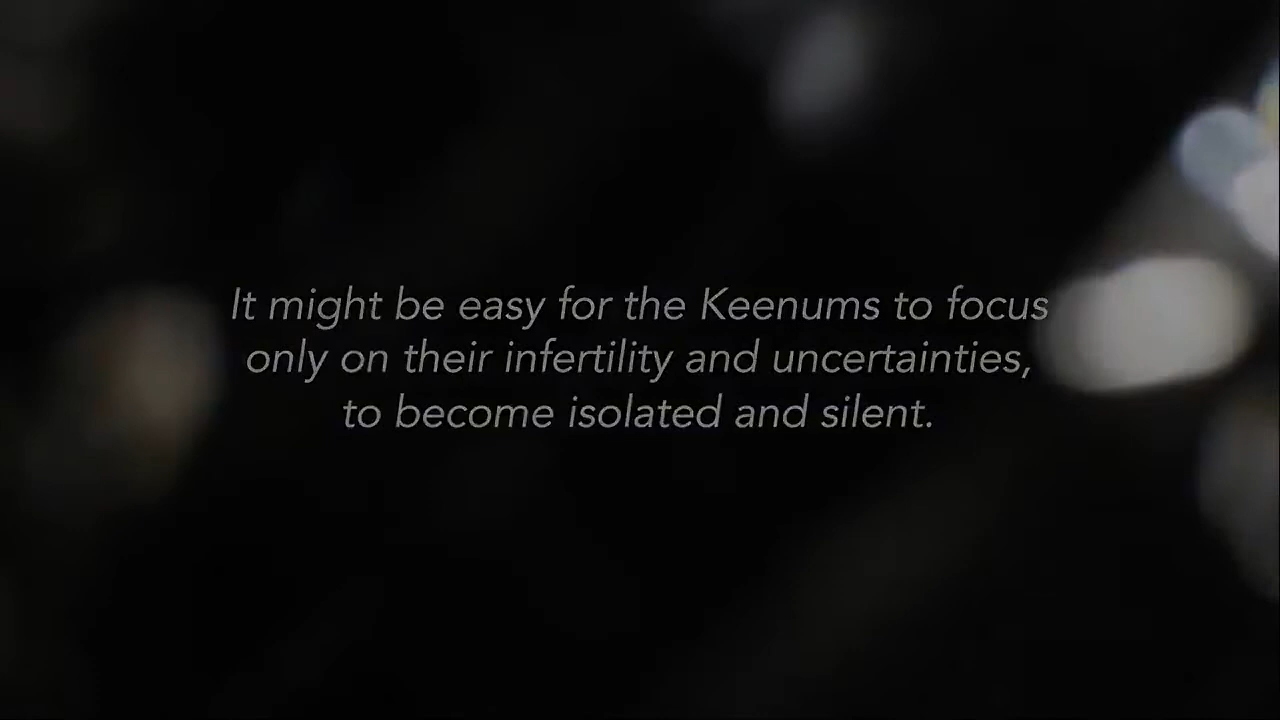 It might be easy for the Keenums to focus
only on their infertility and uncertainties,
to become isolated and silent.